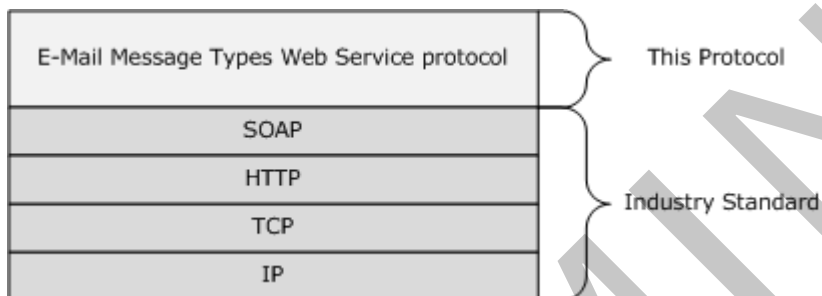 E-Mail Message Types Web Service protocol
This Protocol
SOAP
HTTP
Industry Standard
TCP
IP